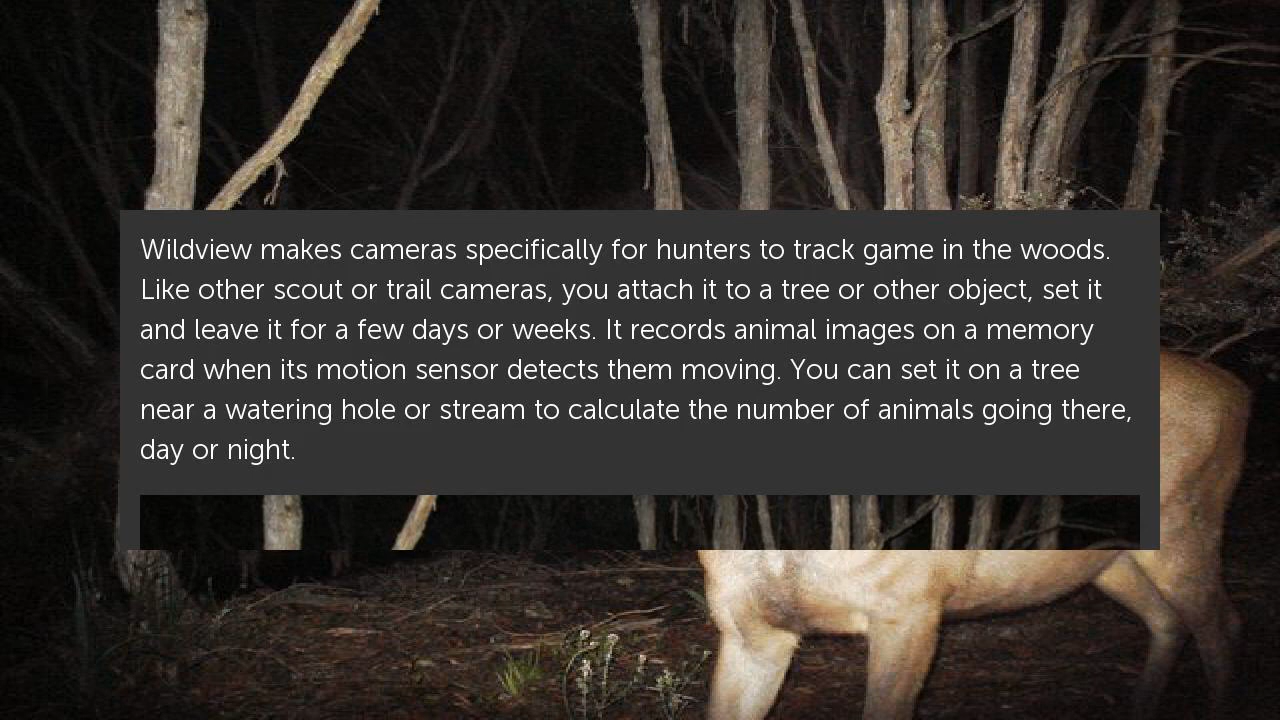 Wildview makes cameras specifically for hunters to track game in the woods.
Like other scout or trail cameras, you attach it to a tree or other object, set it
and leave it for a few days or weeks. It records animal images on a memory
card when its motion sensor detects them moving. You can set it on a tree
near a watering hole or stream to calculate the number of animals going there,
day or night.